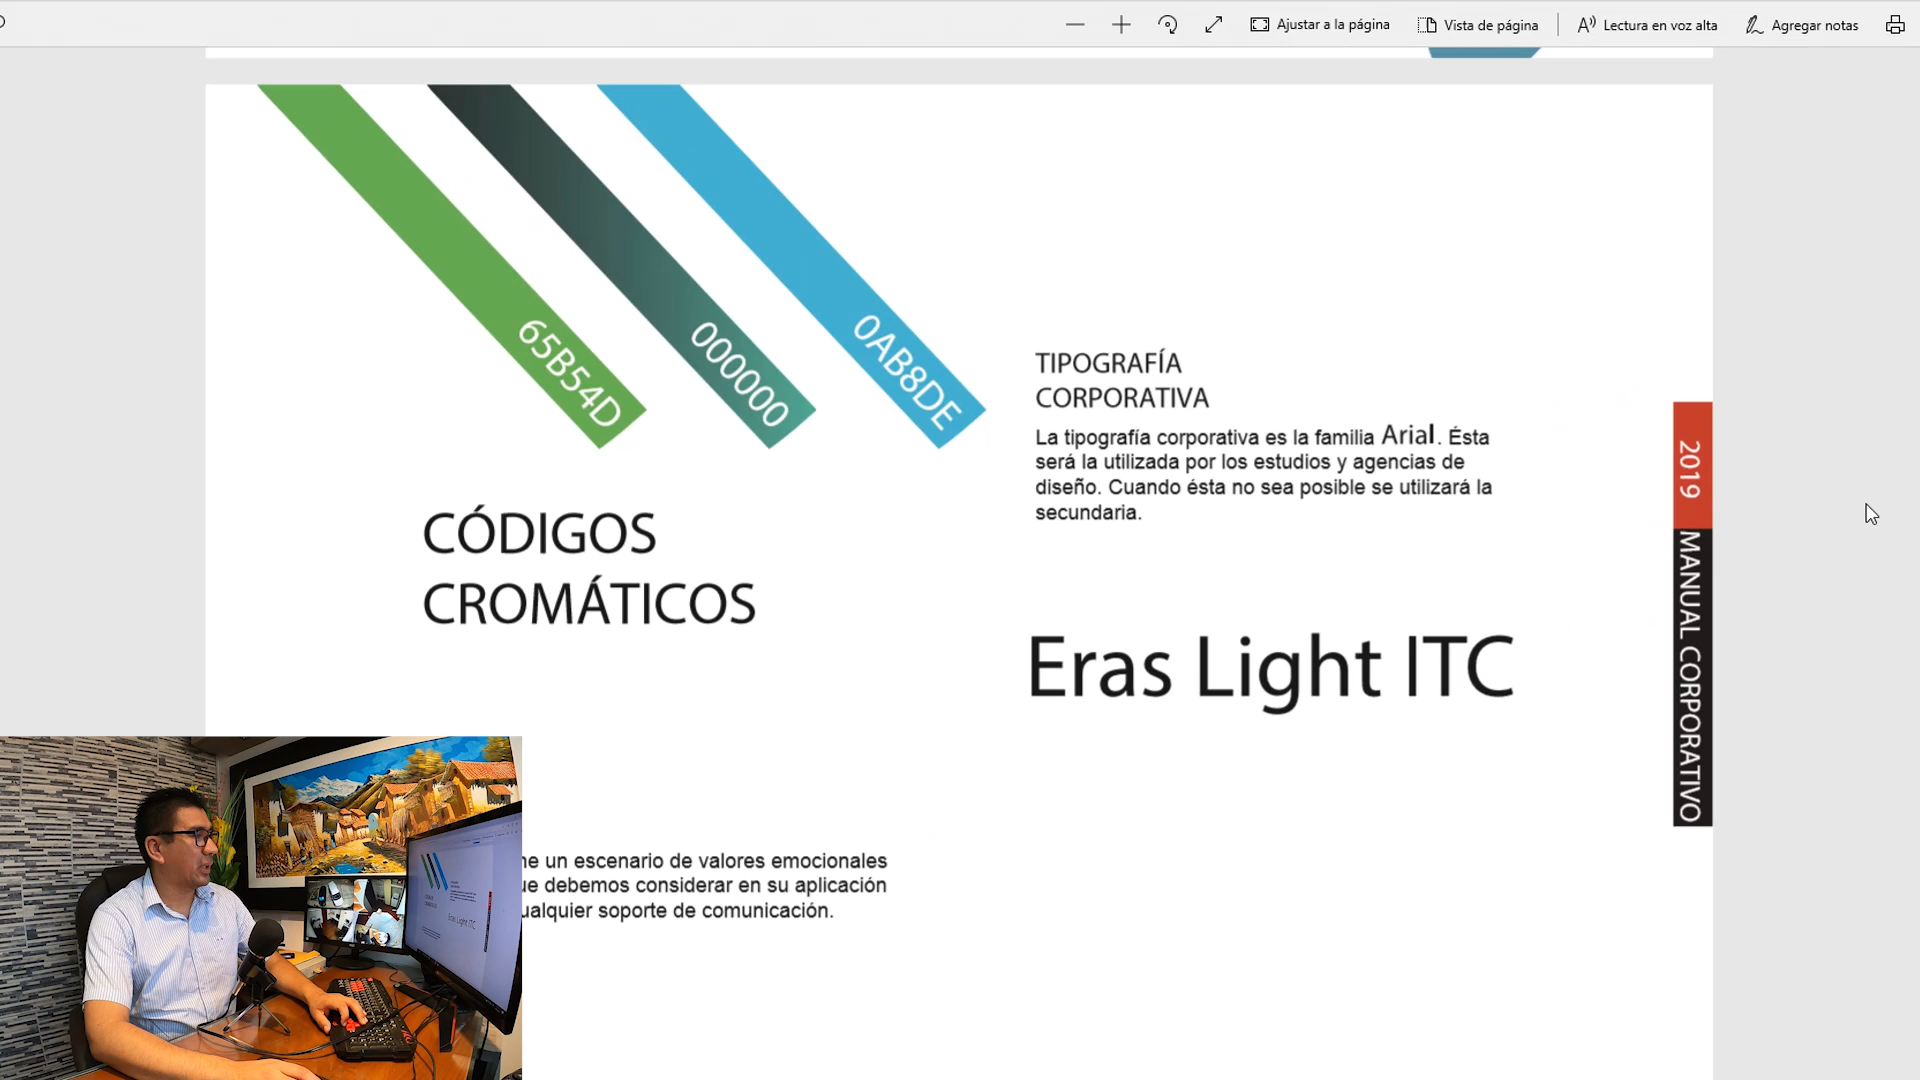 Ajustar a la página
Vista de página
Lectura en voz alta
Agregar notas
65B54D
000000
0AB8DE
CÓDIGOS
CROMÁTICOS
TIPOGRAFÍA
CORPORATIVA
La tipografía corporativa es la familia Arial. Ésta
será la utilizada por los estudios y agencias de
diseño. Cuando ésta no sea posible se utilizará la
secundaria.
Eras Light ITC
2019
MANUAL CORPORATIVO
un escenario de valores emocionales
debemos considerar en su aplicación
soporte de comunicación.